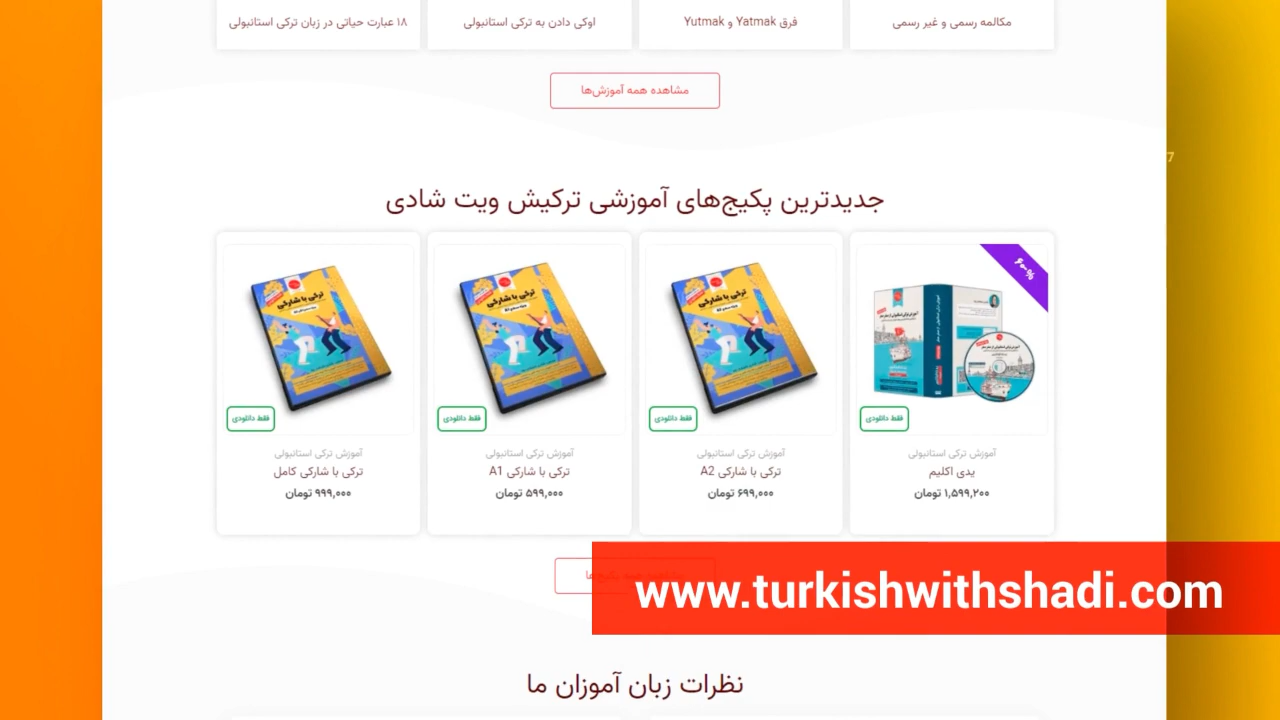 مکالمه رسمی و غیر رسمی
فرق Yatmak و Yutmak
اوکی دادن به ترکی استانبولی
۱۸ عبارت حیاتی در زبان ترکی استانبولی
مشاهده همه آموزش‌ها
جدیدترین پکیج‌های آموزشی ترکیش ویت شادی
فقط دانلودی
آموزش ترکی استانبولی
یدی اکلیم
۱,۵۹۹,۲۰۰ تومان
ترکی با شارکی
فقط دانلودی
آموزش ترکی استانبولی
ترکی با شارکی A2
۶۹۹,۰۰۰ تومان
ترکی با شارکی
فقط دانلودی
آموزش ترکی استانبولی
ترکی با شارکی A1
۵۹۹,۰۰۰ تومان
ترکی با شارکی
فقط دانلودی
آموزش ترکی استانبولی
ترکی با شارکی کامل
۹۹۹,۰۰۰ تومان
www.turkishwithshadi.com
نظرات زبان آموزان ما